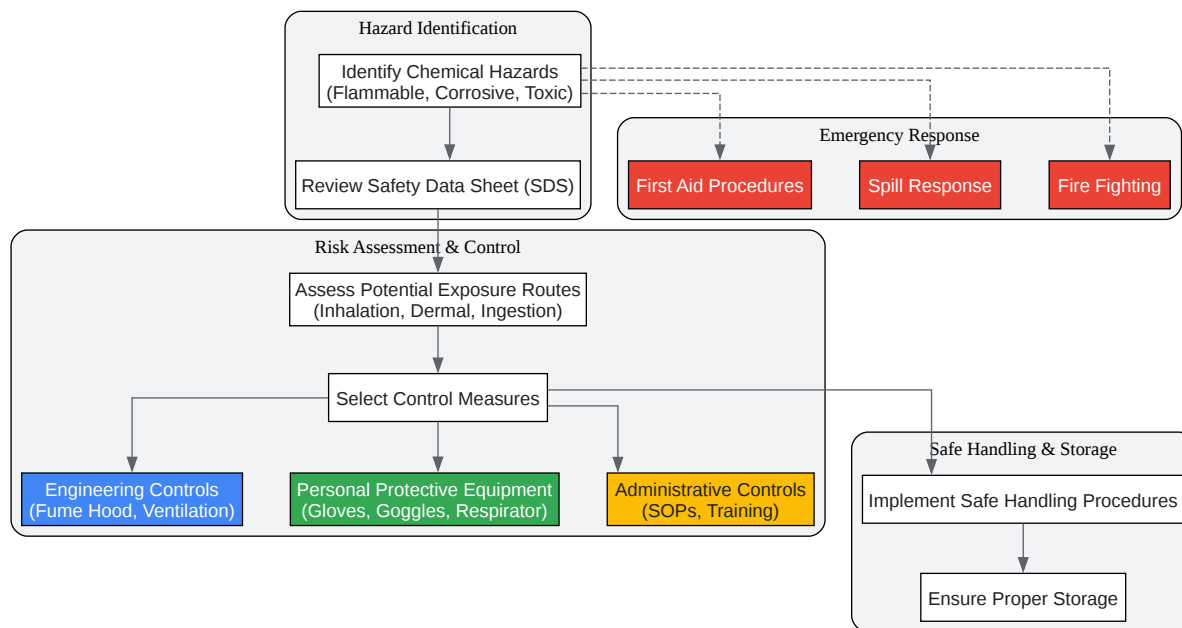 Hazard Identification
Identify Chemical Hazards
(Flammable, Corrosive, Toxic)
Review Safety Data Sheet (SDS)
Emergency Response
First Aid Procedures
Spill Response
Fire Fighting
Risk Assessment & Control
Assess Potential Exposure Routes
(Inhalation, Dermal, Ingestion)
Select Control Measures
Engineering Controls
(Fume Hood, Ventilation)
Personal Protective Equipment
(Gloves, Goggles, Respirator)
Administrative Controls
(SOPs, Training)
Safe Handling & Storage
Implement Safe Handling Procedures
Ensure Proper Storage